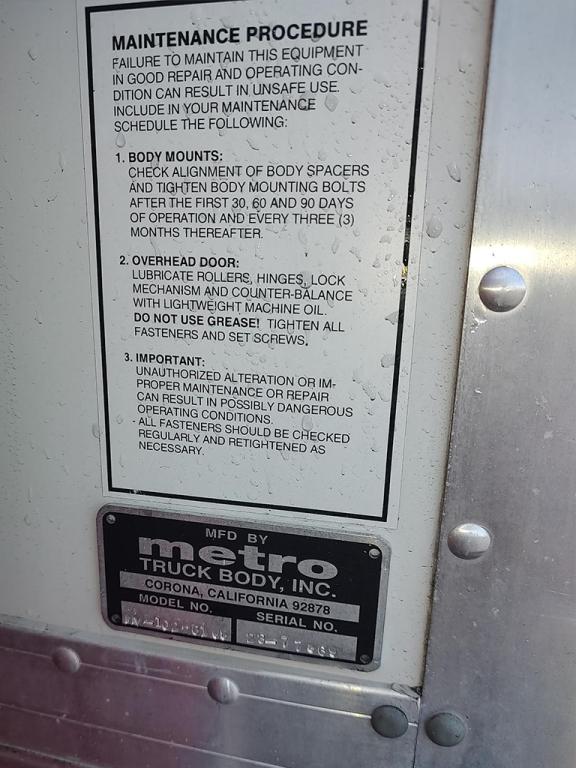 MAINTENANCE PROCEDURE
FAILURE TO MAINTAIN THIS EQUIPMENT
IN GOOD REPAIR AND OPERATING CON-
DITION CAN RESULT IN UNSAFE USE.
INCLUDE IN YOUR MAINTENANCE
SCHEDULE THE FOLLOWING:
1. BODY MOUNTS:
CHECK ALIGNMENT OF BODY SPACERS
AND TIGHTEN BODY MOUNTING BOLTS
AFTER THE FIRST 30, 60 AND 90 DAYS
OF OPERATION AND EVERY THREE (3)
MONTHS THEREAFTER.
2. OVERHEAD DOOR:
LUBRICATE ROLLERS, HINGES, LOCK
MECHANISM AND COUNTER-BALANCE
WITH LIGHTWEIGHT MACHINE OIL.
DO NOT USE GREASE! TIGHTEN ALL
FASTENERS AND SET SCREWS.
3. IMPORTANT:
UNAUTHORIZED ALTERATION OR IM-
PROPER MAINTENANCE OR REPAIR
CAN RESULT IN POSSIBLY DANGEROUS
OPERATING CONDITIONS.
- ALL FASTENERS SHOULD BE CHECKED
REGULARLY AND RETIGHTENED AS
NECESSARY.
MFD BY
metro
TRUCK BODY, INC.
CORONA, CALIFORNIA 92878
MODEL NO. SERIAL NO.